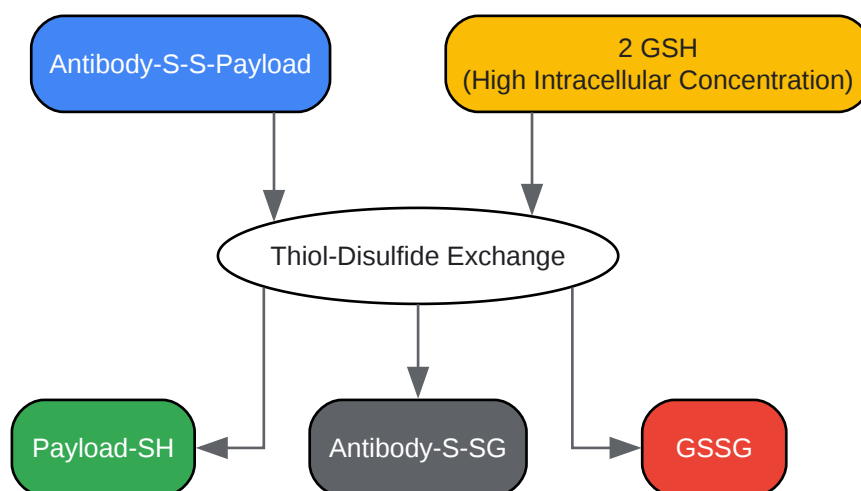 Antibody-S-S-Payload
2 GSH
(High Intracellular Concentration)
Thiol-Disulfide Exchange
Payload-SH
Antibody-S-SG
GSSG